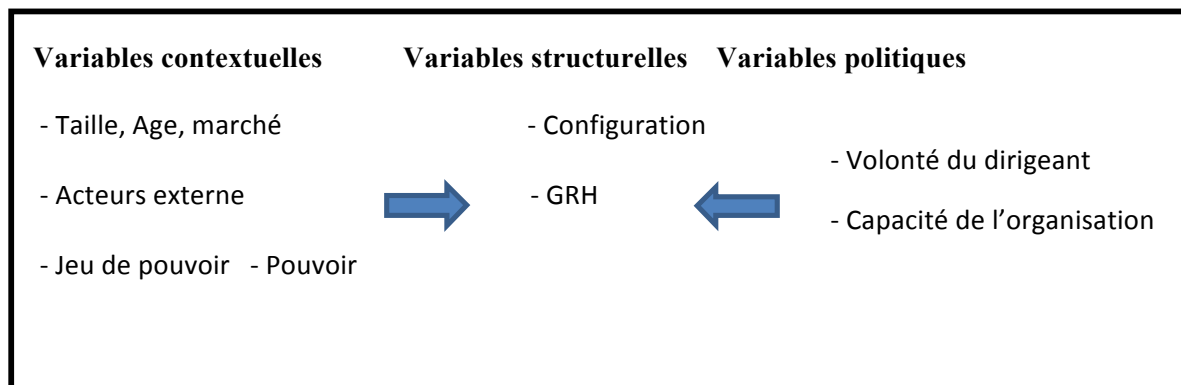 Variables contextuelles Variables structurelles Variables politiques
- Taille, Age, marché
- Acteurs externe
- Jeu de pouvoir - Pouvoir
- Configuration
- GRH
- Volonté du dirigeant
- Capacité de l’organisation